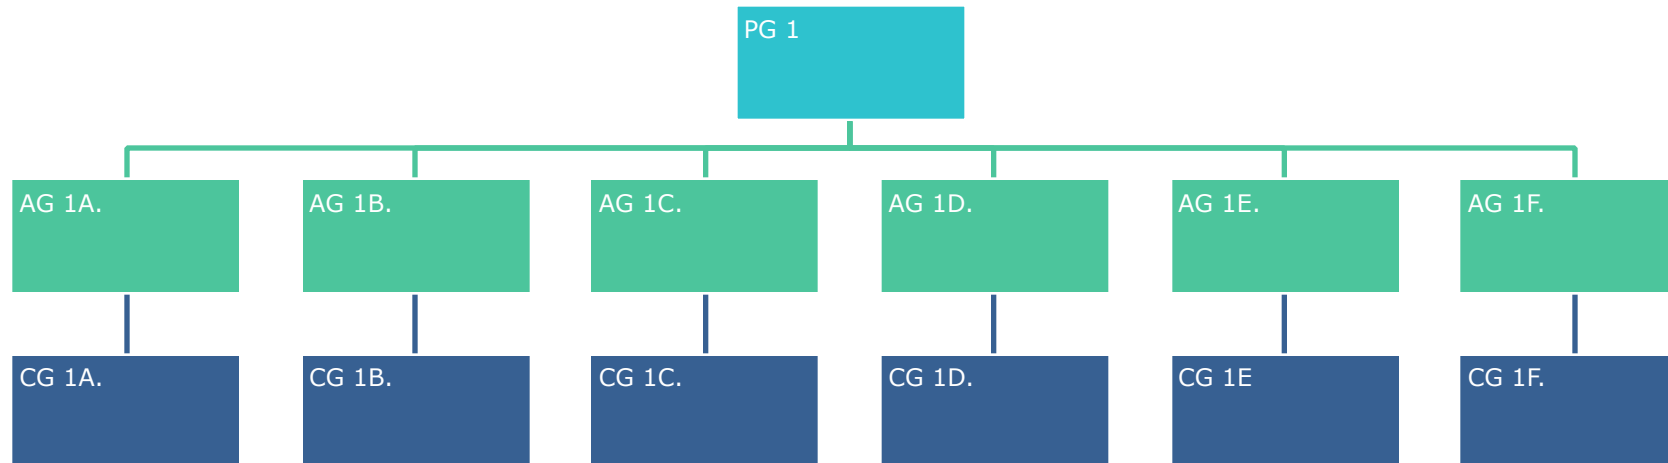 PG 1
AG 1A.
AG 1B.
AG 1C.
AG 1D.
AG 1E.
AG 1F.
CG 1A.
CG 1B.
CG 1C.
CG 1D.
CG 1E
CG 1F.